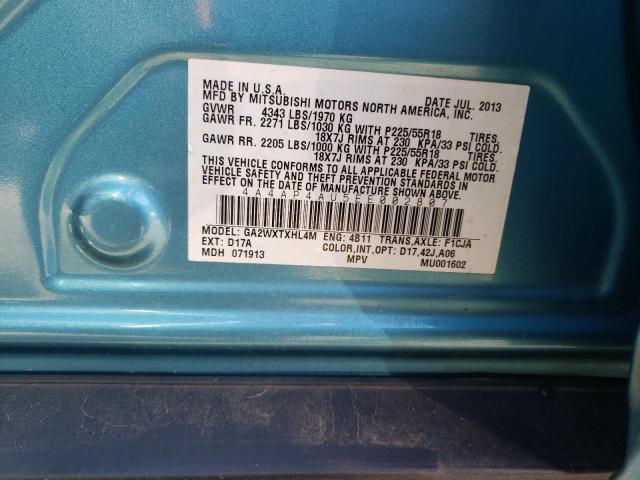 MADE IN U.S.A. DATE JUL. 2013
MFD BY MITSUBISHI MOTORS NORTH AMERICA, INC.
GVWR 4343 LBS/1970 KG
GAWR FR. 2271 LBS/1030 KG WITH P225/55R18 TIRES.
18X7J RIMS AT 230 KPA/33 PSI COLD.
GAWR RR. 2205 LBS/1000 KG WITH P225/55R18 TIRES.
18X7J RIMS AT 230 KPA/33 PSI COLD.
THIS VEHICLE CONFORMS TO ALL APPLICABLE FEDERAL MOTOR
VEHICLE SAFETY AND THEFT PREVENTION STANDARDS IN
EFFECT ON THE DATE OF MANUFACTURE SHOWN ABOVE.
4A4AP4AU5EE002807
MODEL: GA2WXTXHL4M ENG: 4B11 TRANS,AXLE: F1CJA
EXT: D17A COLOR,INT,OPT: D17,42J,A06
MDH 071913 MPV MU001602